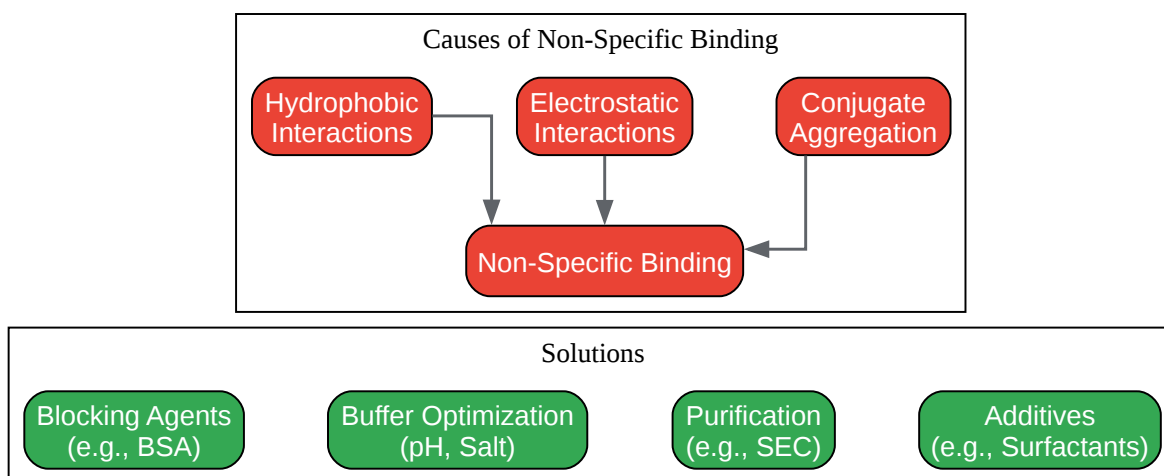 Causes of Non-Specific Binding
Hydrophobic
Interactions
Electrostatic
Interactions
Conjugate
Aggregation
Non-Specific Binding
Solutions
Blocking Agents
(e.g., BSA)
Buffer Optimization
(pH, Salt)
Purification
(e.g., SEC)
Additives
(e.g., Surfactants)